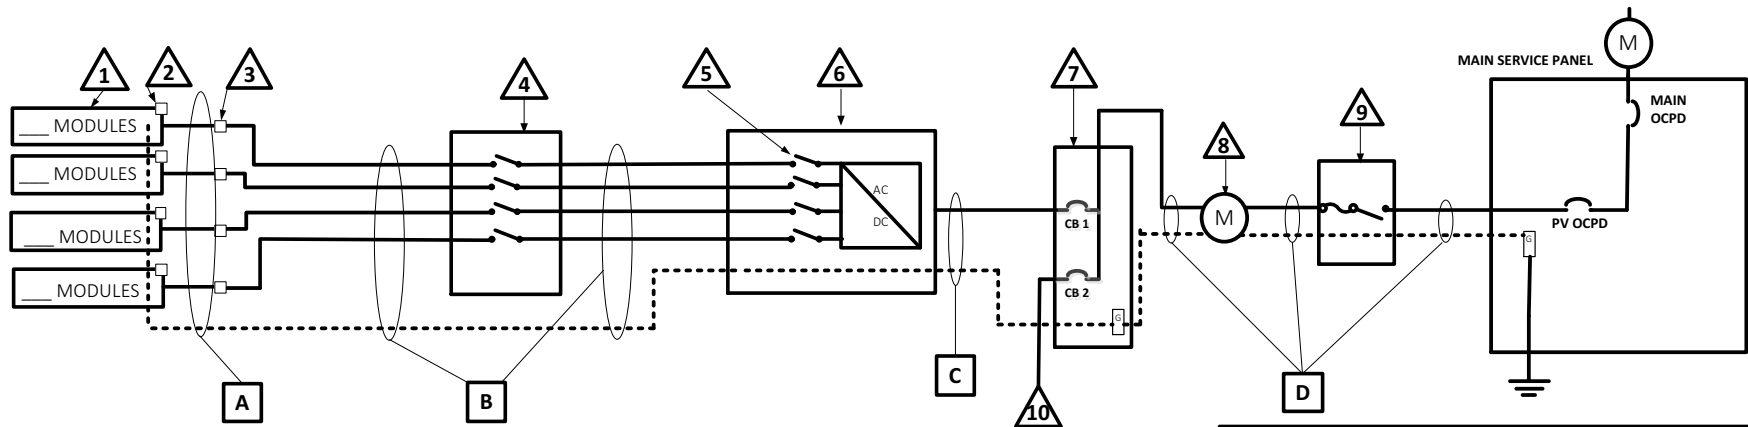 M
MAIN SERVICE PANEL
1
2
3
4
5
6
7
8
9
MAIN
OCPD
___ MODULES
___ MODULES
___ MODULES
___ MODULES
AC
DC
CB 1
M
PV OCPD
G
CB 2
G
A
B
C
D
10